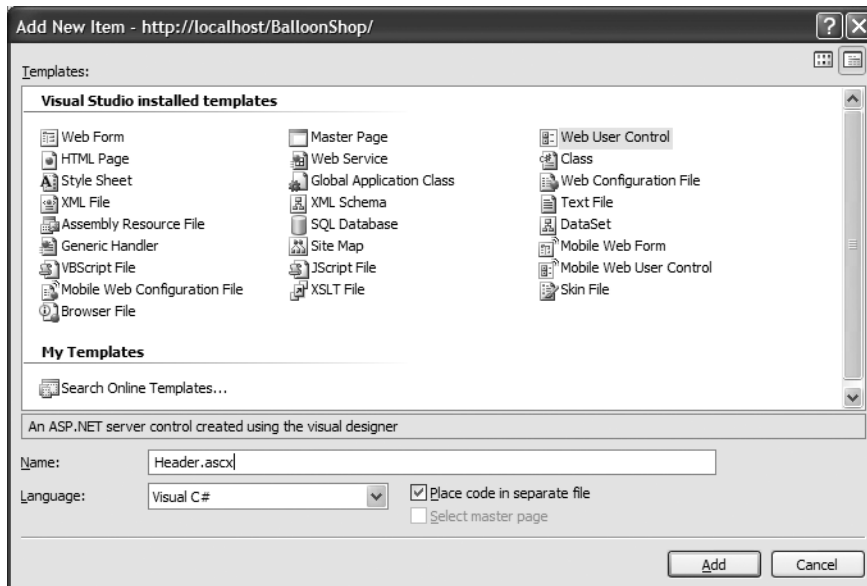 Add New Item - http://localhost/BalloonShop/
Templates:
Visual Studio installed templates
Web Form Master Page Web User Control
HTML Page Web Service Class
Style Sheet Global Application Class Web Configuration File
XML File XML Schema Text File
Assembly Resource File SQL Database DataSet
Generic Handler Site Map Mobile Web Form
VBScript File JScript File Mobile Web User Control
Mobile Web Configuration File XSLT File Skin File
Browser File
My Templates
Search Online Templates...
An ASP.NET server control created using the visual designer
Name: Header.ascx
Language: Visual C# Place code in separate file
Select master page
Add Cancel